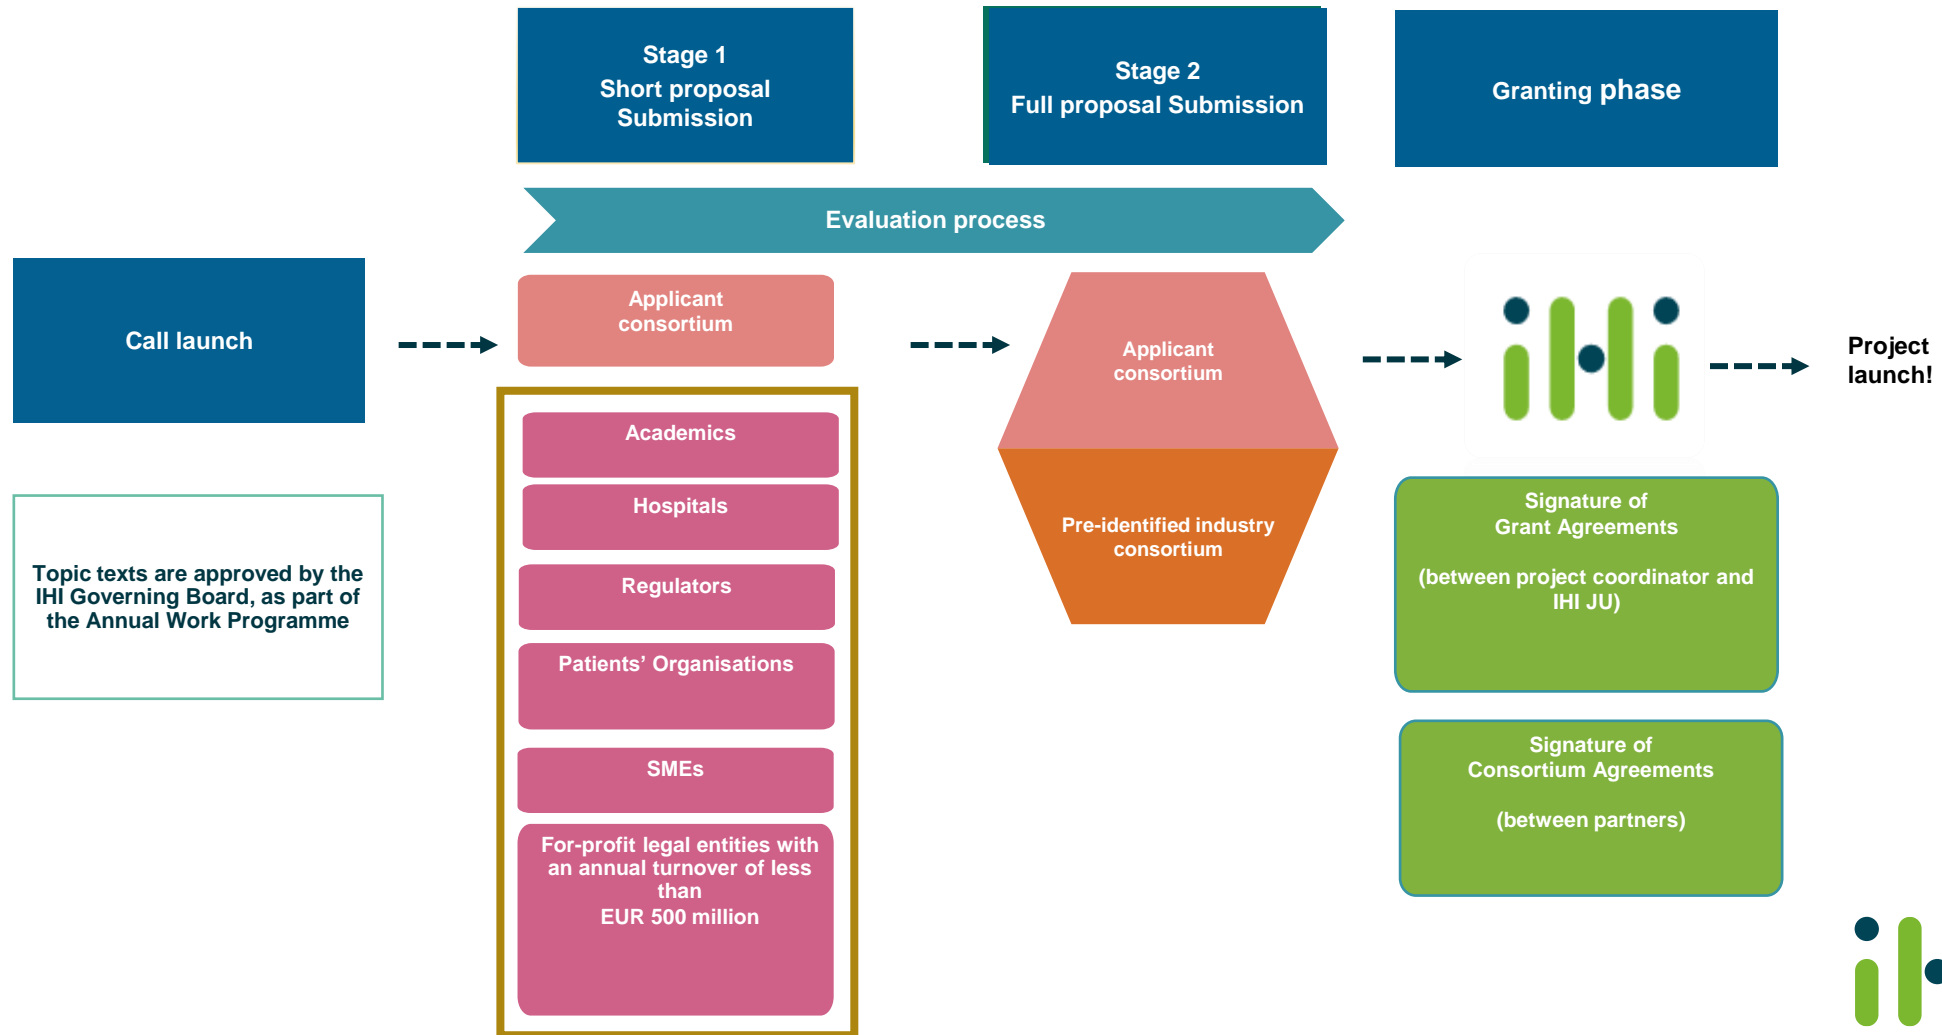 Stage 1
Short proposal
Submission
Stage 2
Full proposal Submission
Granting phase
Evaluation process
Call launch
Applicant
consortium
Applicant
consortium
Pre-identified industry
consortium
Project
launch!
Topic texts are approved by the
IHI Governing Board, as part of
the Annual Work Programme
Academics
Hospitals
Regulators
Patients’ Organisations
SMEs
For-profit legal entities with
an annual turnover of less
than
EUR 500 million
Signature of
Grant Agreements
(between project coordinator and
IHI JU)
Signature of
Consortium Agreements
(between partners)